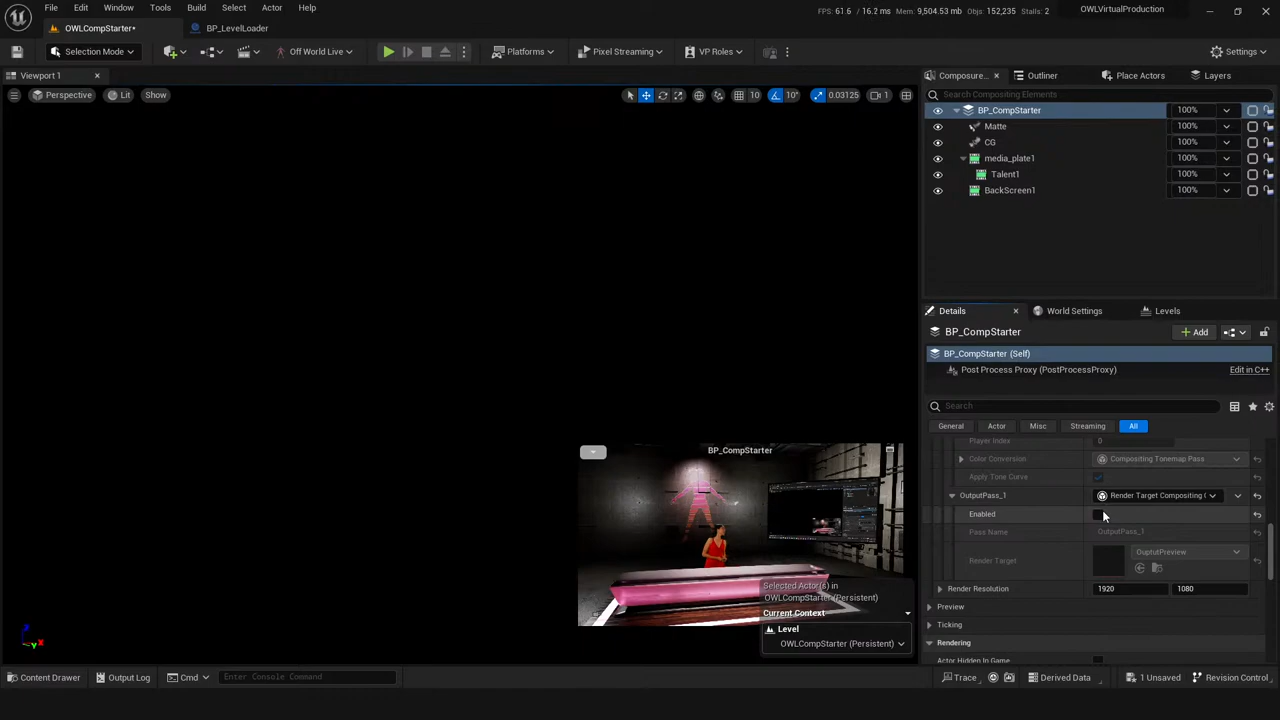 File Edit Window Tools Build Select Actor Help
FPS: 61.6 / 16.2 ms Mem: 9,504.53 mb Objs: 152,235 Stalls: 2
OWLVirtualProduction
OWLCompStarter*
BP_LevelLoader
Selection Mode
Off World Live
Platforms
Pixel Streaming
VP Roles
Settings
Viewport 1
Composure...
Outliner
Place Actors
Layers
Perspective
Lit
Show
10
10°
0.03125
1
Search Compositing Elements
BP_CompStarter 100%
Matte 100%
CG 100%
media_plate1 100%
Talent1 100%
BackScreen1 100%
Details
World Settings
Levels
BP_CompStarter
Add
BP_CompStarter (Self)
Post Process Proxy (PostProcessProxy)
Edit in C++
Search
General Actor Misc Streaming All
Player Index 0
Color Conversion Compositing Tonemap Pass
Apply Tone Curve
OutputPass_1 Render Target Compositing
Enabled
Pass Name OutputPass_1
Render Target OuptutPreview
Render Resolution 1920 1080
Preview
Ticking
Rendering
Actor Hidden In Game
BP_CompStarter
Selected Actor(s) in
OWLCompStarter (Persistent)
Current Context
Level
OWLCompStarter (Persistent)
Content Drawer
Output Log
Cmd
Enter Console Command
Trace
Derived Data
1 Unsaved
Revision Control